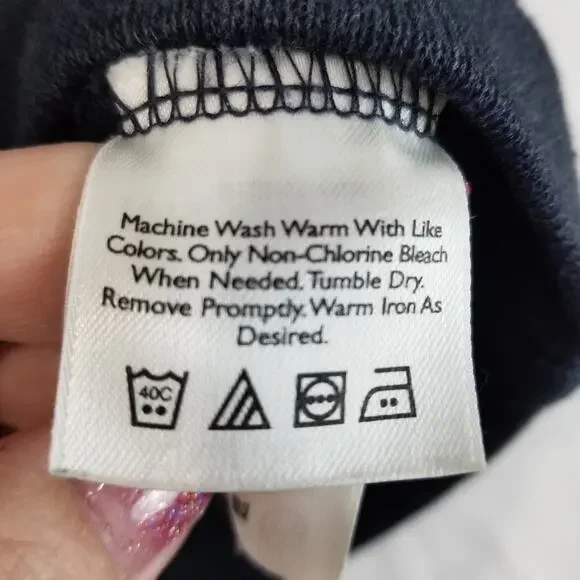 Machine Wash Warm With Like
Colors. Only Non-Chlorine Bleach
When Needed. Tumble Dry.
Remove Promptly. Warm Iron As
Desired.
40C